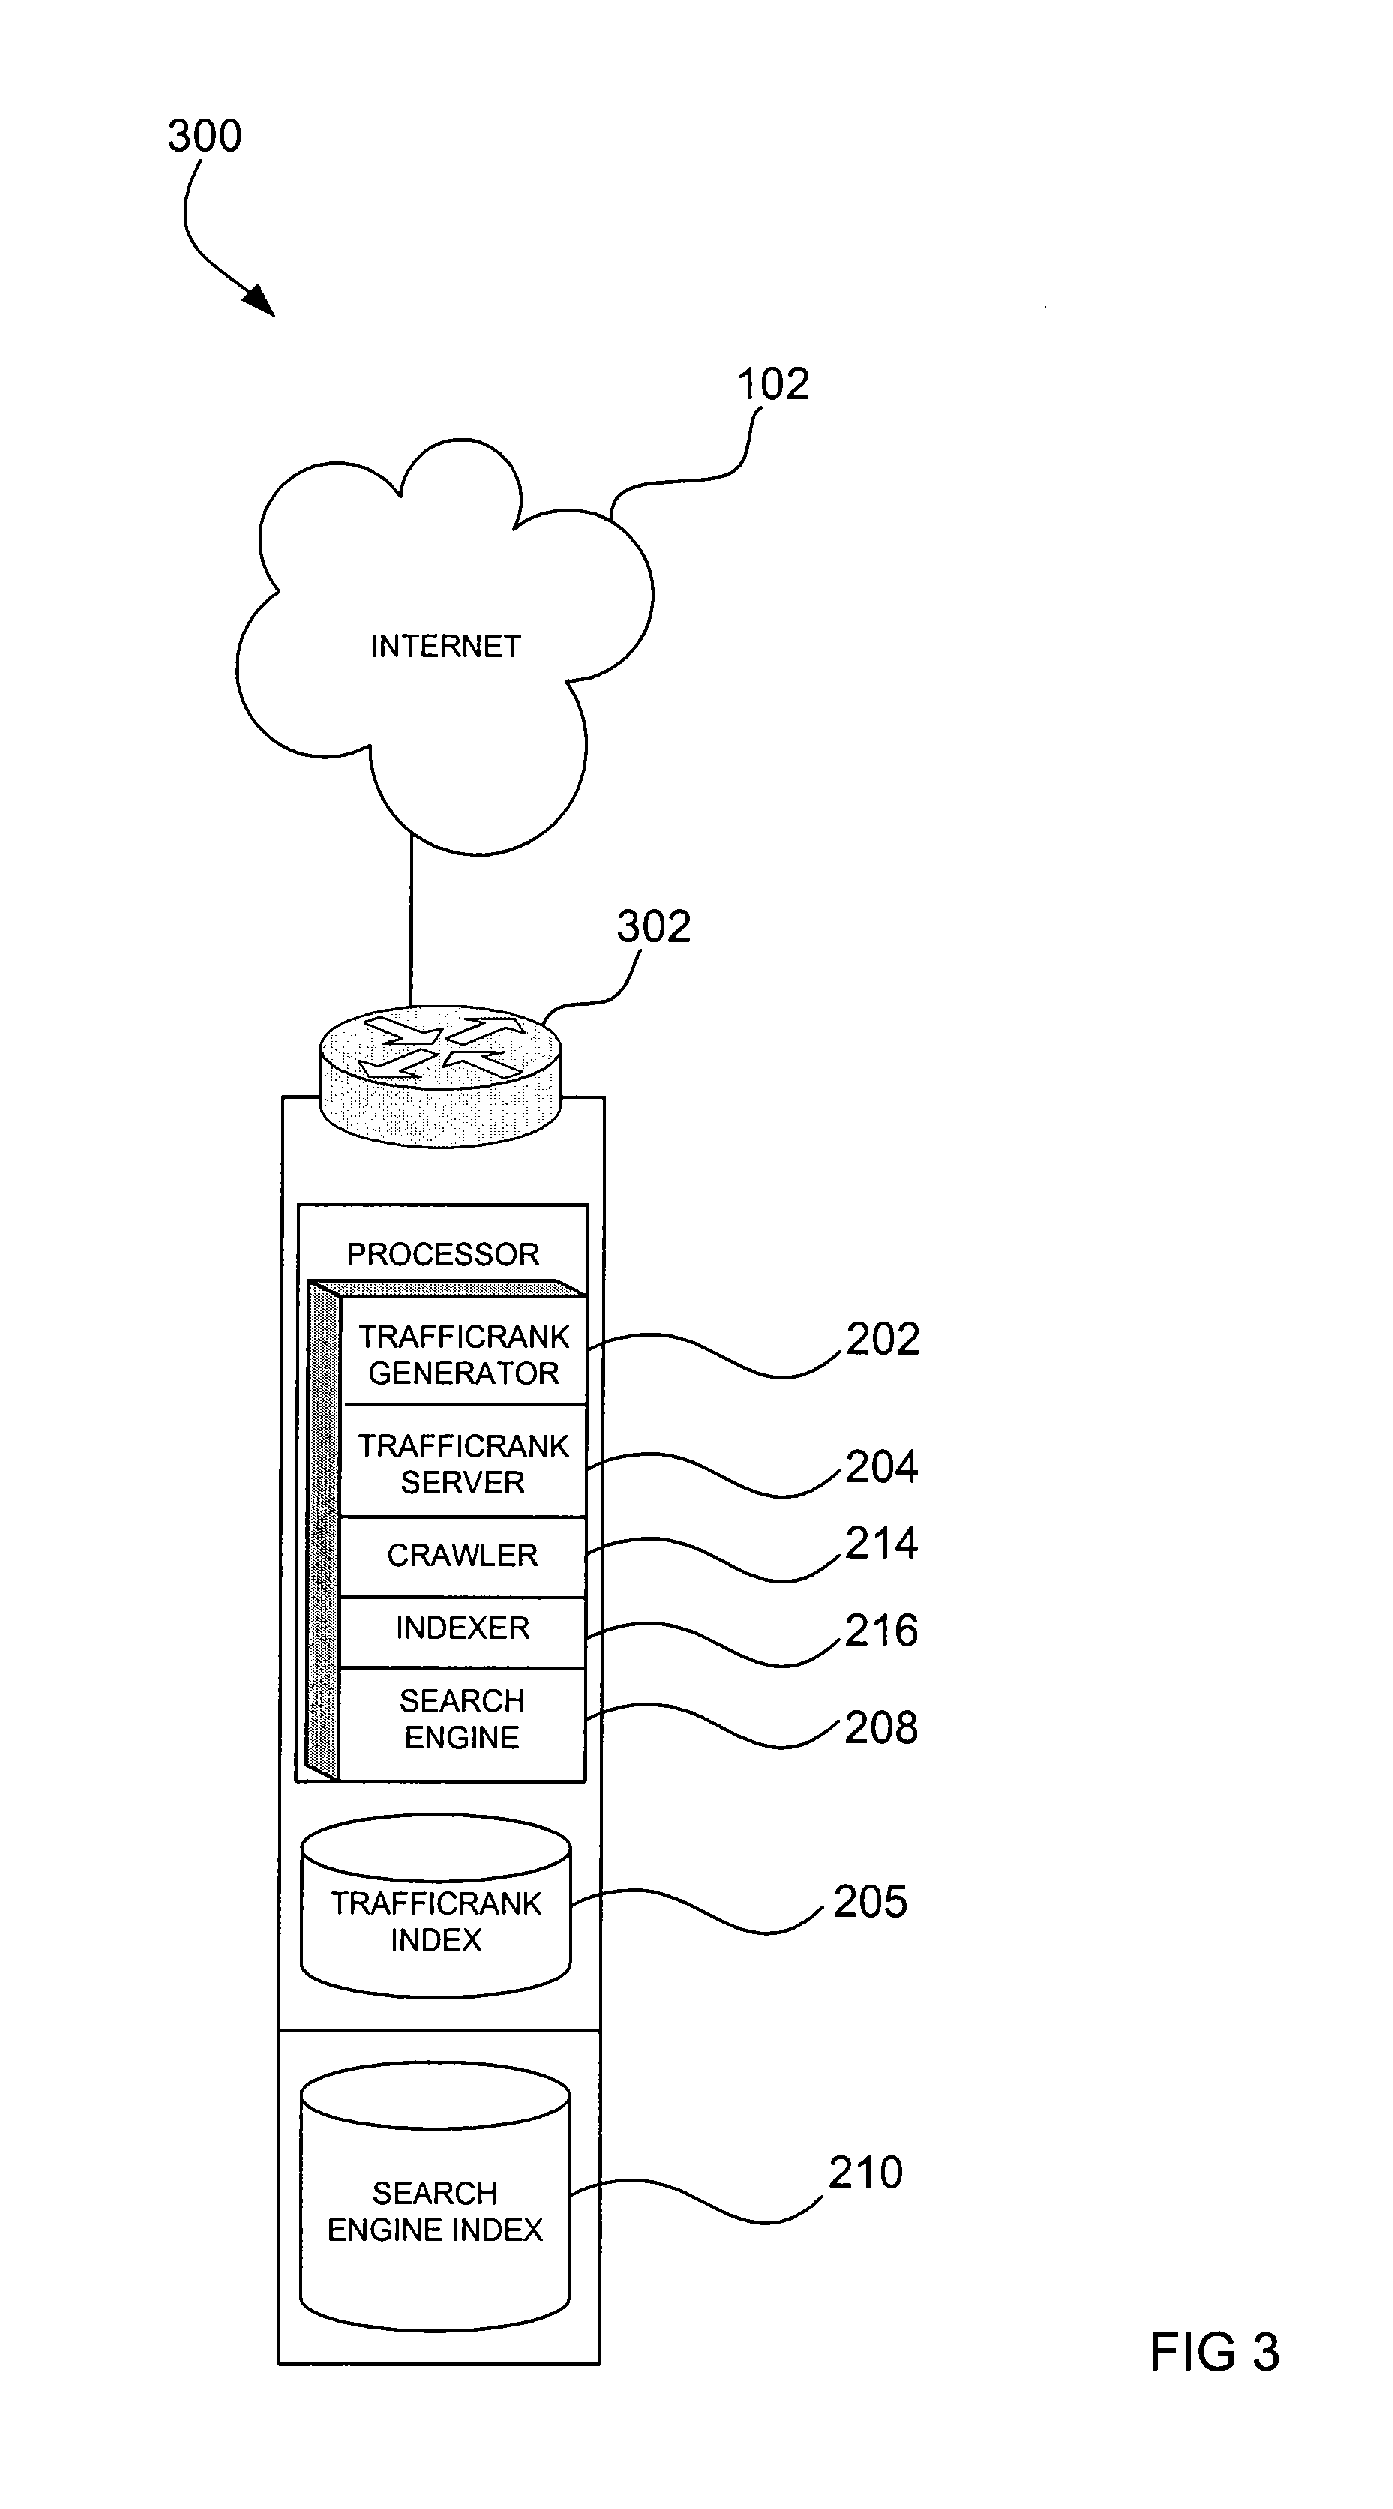 300
102
INTERNET
302
PROCESSOR
TRAFFICRANK
GENERATOR
202
TRAFFICRANK
SERVER
204
CRAWLER
214
INDEXER
216
SEARCH
ENGINE
208
TRAFFICRANK
INDEX
205
SEARCH
ENGINE INDEX
210
FIG 3